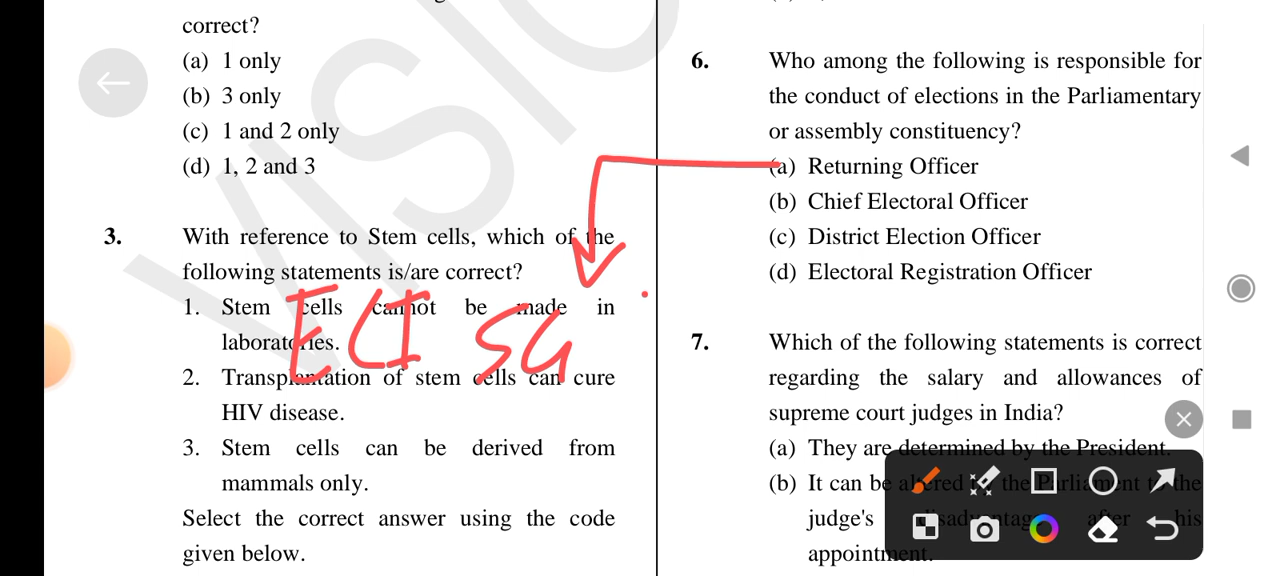 correct?
(a) 1 only
(b) 3 only
(c) 1 and 2 only
(d) 1, 2 and 3
3. With reference to Stem cells, which of the
following statements is/are correct?
1. Stem cells cannot be made in
laboratories.
2. Transplantation of stem cells can cure
HIV disease.
3. Stem cells can be derived from
mammals only.
Select the correct answer using the code
given below.
ECI SG
6. Who among the following is responsible for
the conduct of elections in the Parliamentary
or assembly constituency?
(a) Returning Officer
(b) Chief Electoral Officer
(c) District Election Officer
(d) Electoral Registration Officer
7. Which of the following statements is correct
regarding the salary and allowances of
supreme court judges in India?
(a) They are determined by the President.
(b) It can be altered by the Parliament to the
judge's disadvantage after his
appointment.
VISIO